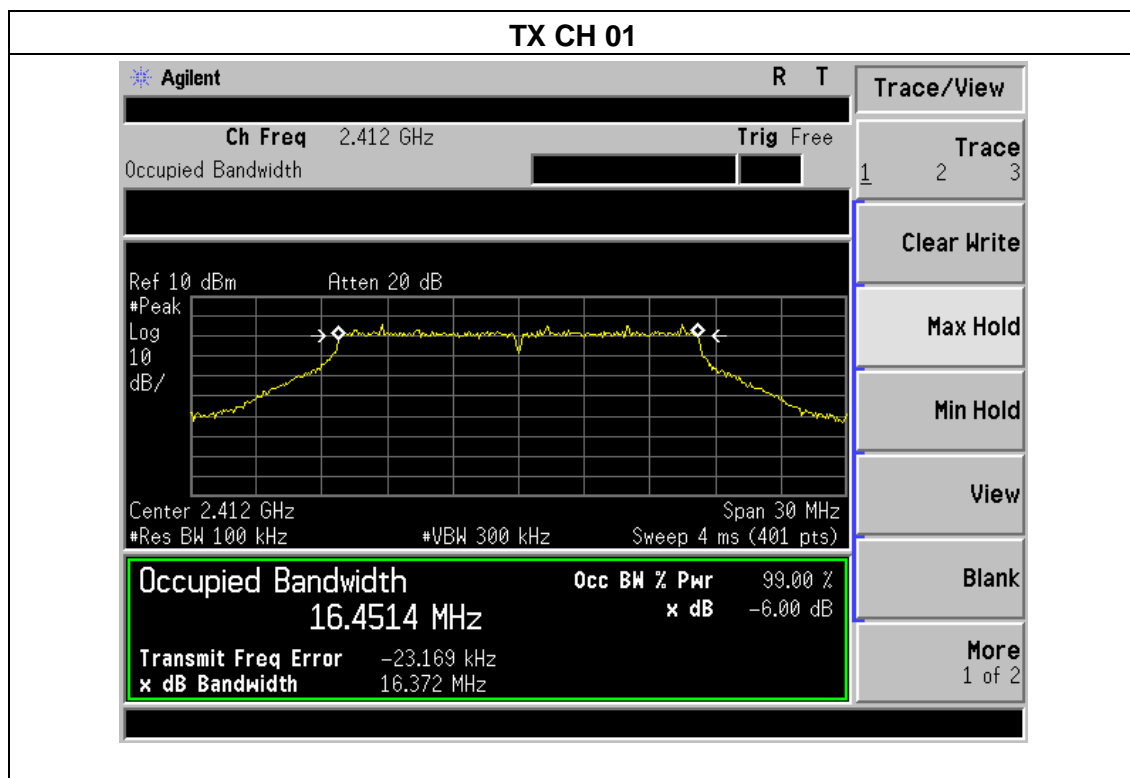 TX CH 01
Agilent R T
Trace/View
Ch Freq 2.412 GHz Trig Free
Occupied Bandwidth
Trace
1 2 3
Clear Write
Ref 10 dBm Atten 20 dB
#Peak
Log
10
dB/
Max Hold
Min Hold
View
Center 2.412 GHz Span 30 MHz
#Res BW 100 kHz #VBW 300 kHz Sweep 4 ms (401 pts)
Occupied Bandwidth Occ BW % Pwr 99.00 %
16.4514 MHz x dB -6.00 dB
Blank
Transmit Freq Error -23.169 kHz
x dB Bandwidth 16.372 MHz
More
1 of 2